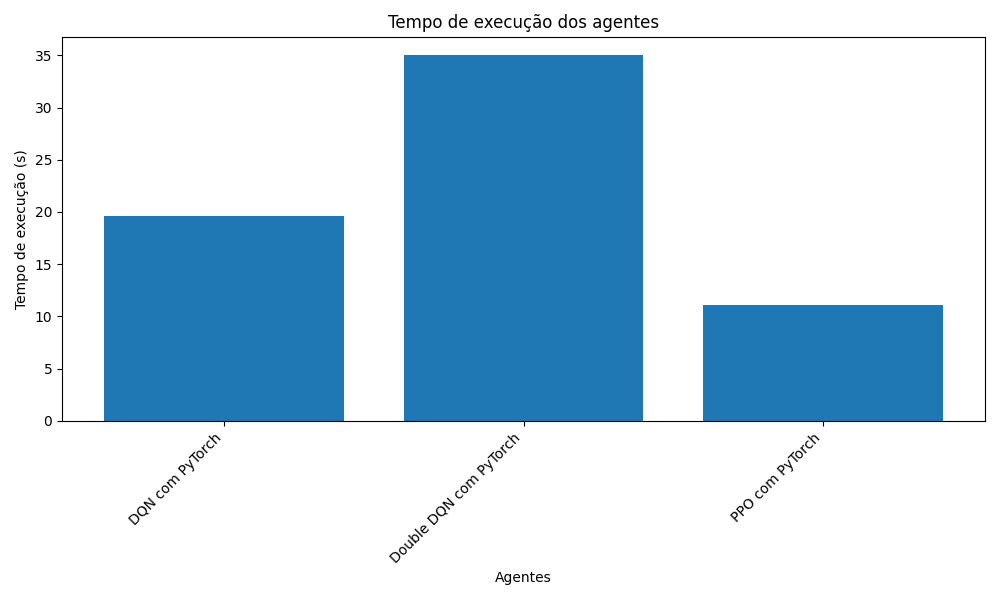 Tempo de execução dos agentes
Tempo de execução (s)
35
30
25
20
15
10
5
0
DQN com PyTorch
Double DQN com PyTorch
PPO com PyTorch
Agentes